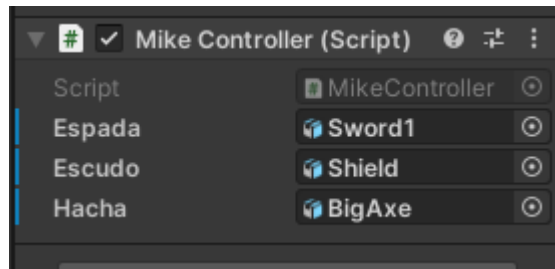 Mike Controller (Script)
Script MikeController
Espada Sword1
Escudo Shield
Hacha BigAxe